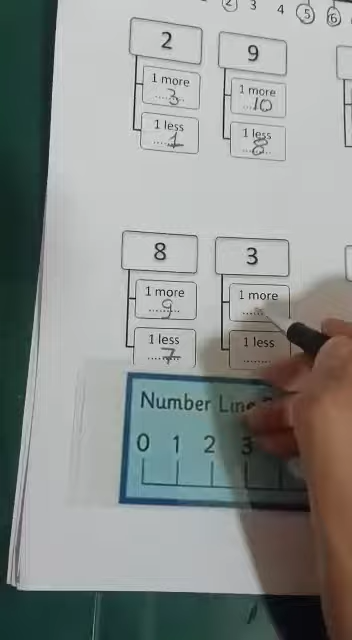 2 3 4 5 6
2 9
1 more 1 more
3 10
1 less 1 less
1 8
8 3
1 more 1 more
9
1 less 1 less
7
Number Line
0 1 2 3